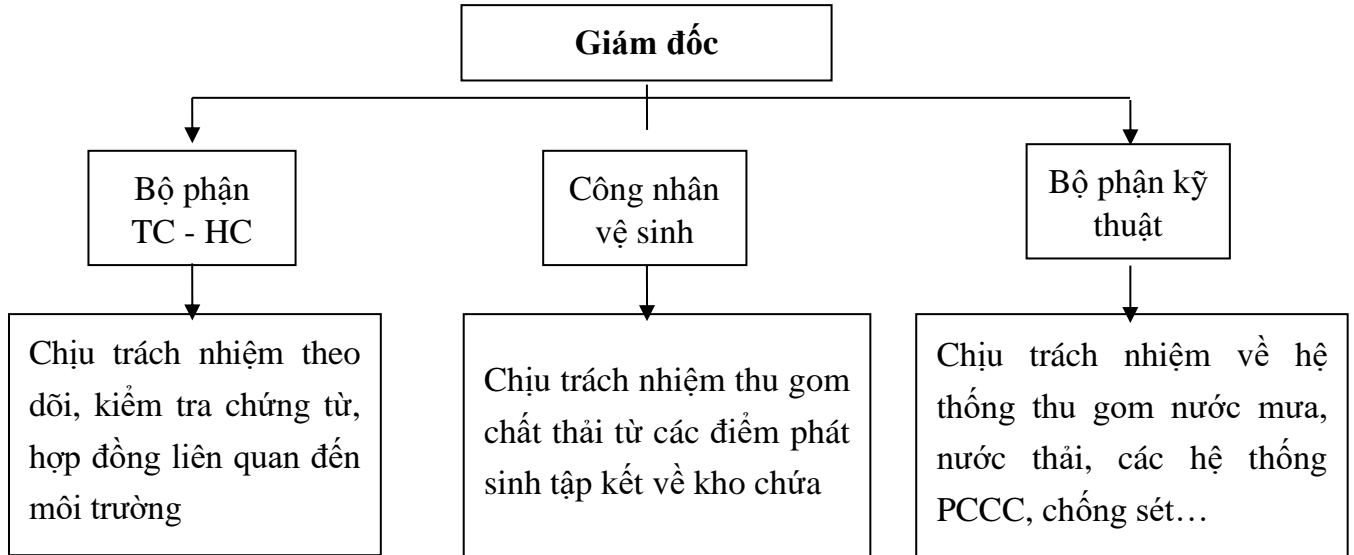 Giám đốc
Bộ phận
TC - HC
Công nhân
vệ sinh
Bộ phận kỹ
thuật
Chịu trách nhiệm theo
dõi, kiểm tra chứng từ,
hợp đồng liên quan đến
môi trường
Chịu trách nhiệm thu gom
chất thải từ các điểm phát
sinh tập kết về kho chứa
Chịu trách nhiệm về hệ
thống thu gom nước mưa,
nước thải, các hệ thống
PCCC, chống sét…